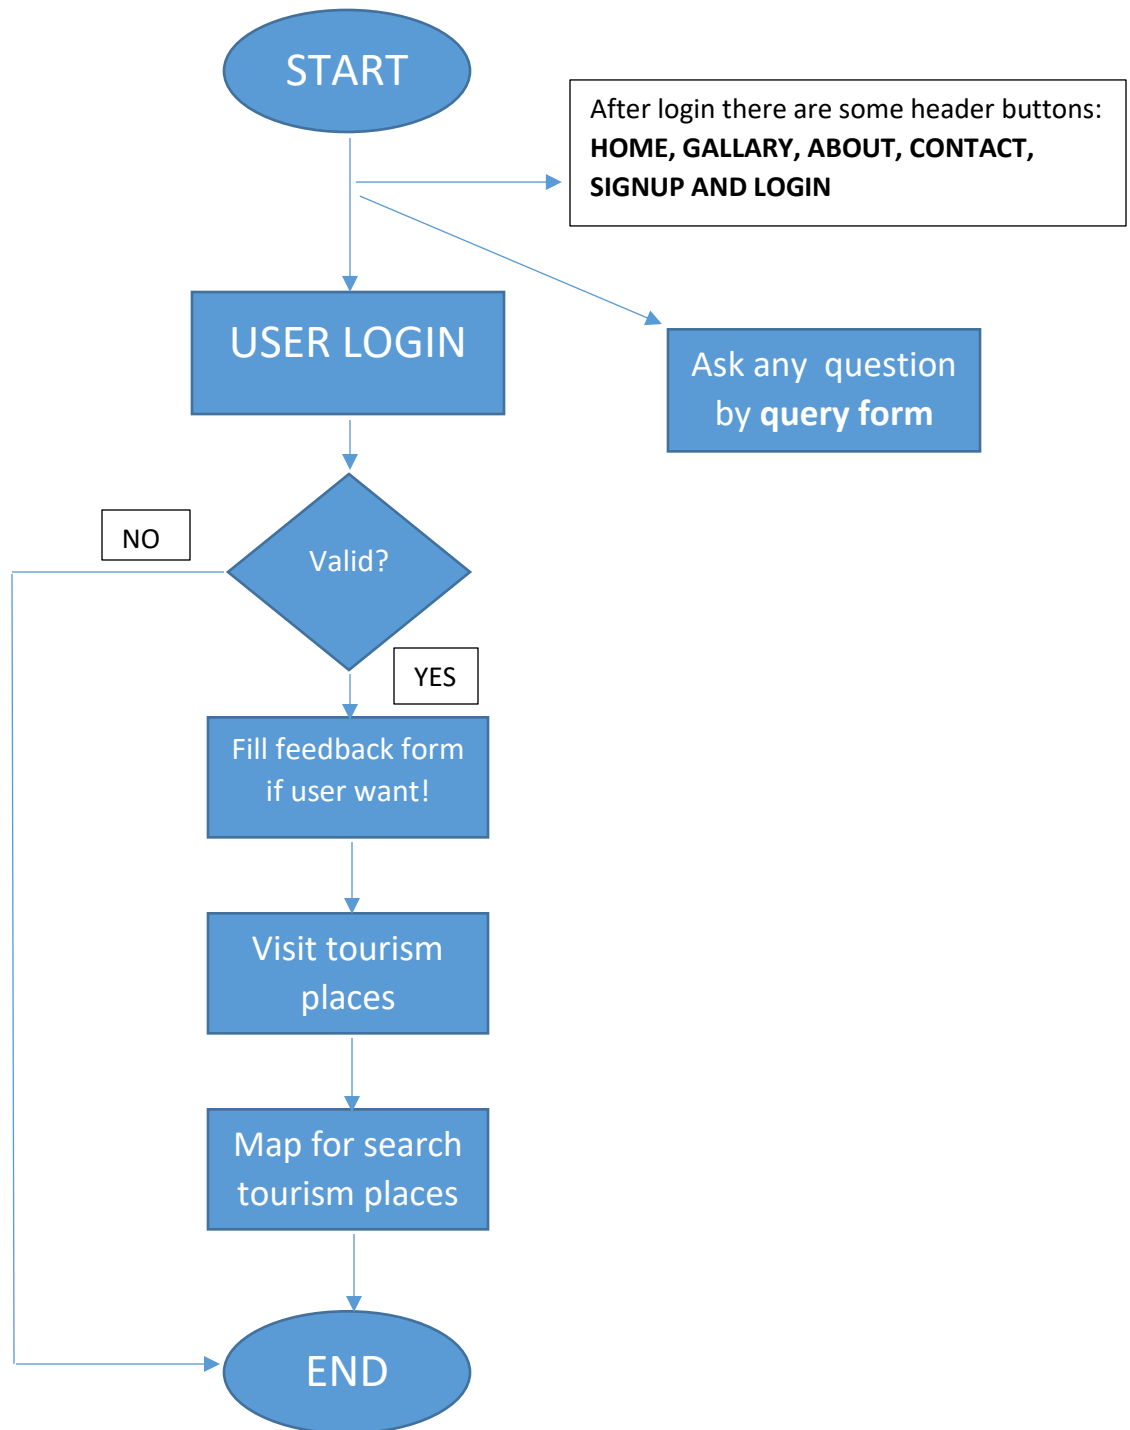 START
After login there are some header buttons:
HOME, GALLARY, ABOUT, CONTACT,
SIGNUP AND LOGIN
USER LOGIN
Ask any question
by query form
NO
Valid?
YES
Fill feedback form
if user want!
Visit tourism
places
Map for search
tourism places
END